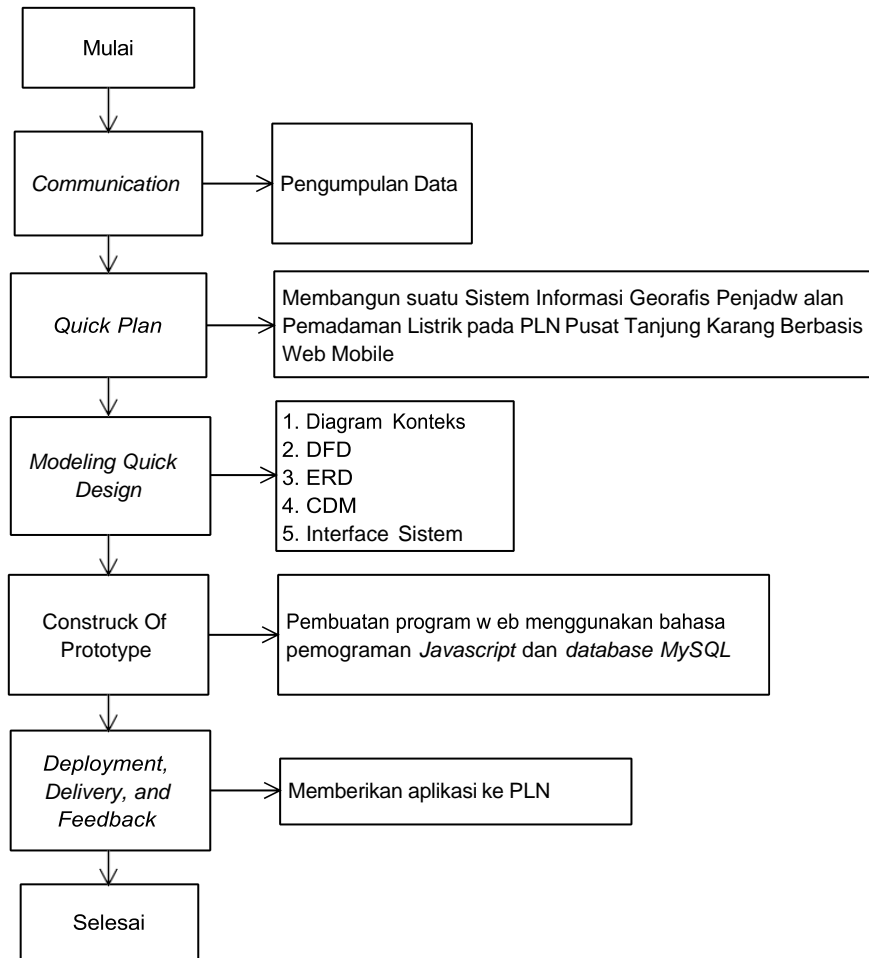 Mulai
Communication
Pengumpulan Data
Quick Plan
Membangun suatu Sistem Informasi Georafis Penjadw alan
Pemadaman Listrik pada PLN Pusat Tanjung Karang Berbasis
Web Mobile
Modeling Quick
Design
1. Diagram Konteks
2. DFD
3. ERD
4. CDM
5. Interface Sistem
Construck Of
Prototype
Pembuatan program w eb menggunakan bahasa
pemograman Javascript dan database MySQL
Deployment,
Delivery, and
Feedback
Memberikan aplikasi ke PLN
Selesai